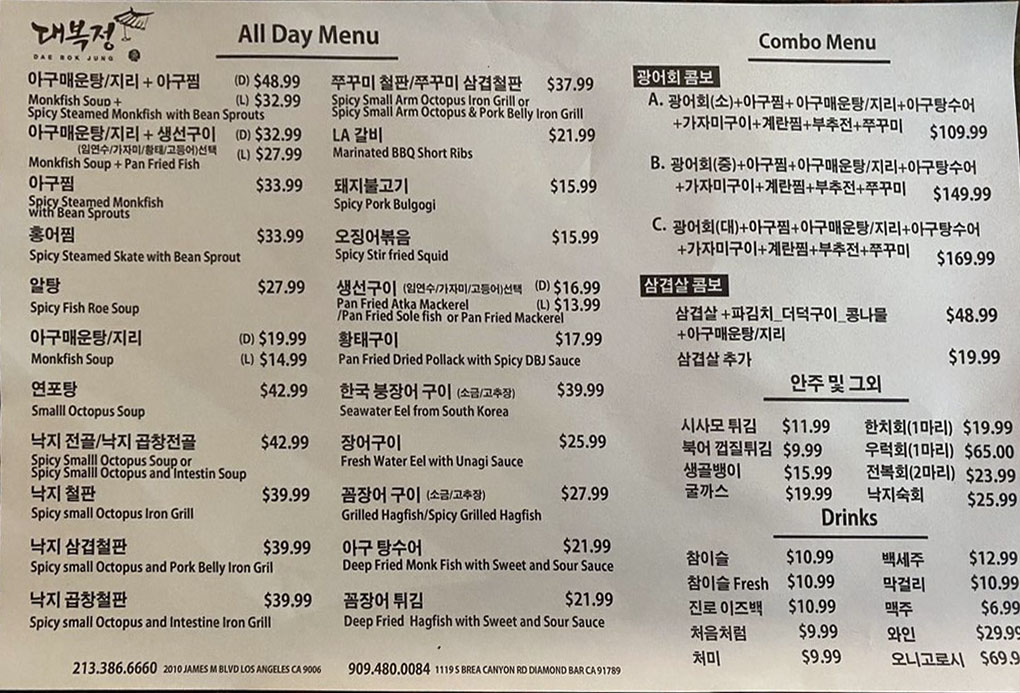 대복정
DAE BOK JUNG
All Day Menu
아구매운탕/지리 + 아구찜 (D) $48.99
Monkfish Soup + (L) $32.99
Spicy Steamed Monkfish with Bean Sprouts
아구매운탕/지리 + 생선구이 (D) $32.99
(임연수/가자미/황태/고등어)선택 (L) $27.99
Monkfish Soup + Pan Fried Fish
아구찜 $33.99
Spicy Steamed Monkfish
with Bean Sprouts
홍어찜 $33.99
Spicy Steamed Skate with Bean Sprout
알탕 $27.99
Spicy Fish Roe Soup
아구매운탕/지리 (D) $19.99
Monkfish Soup (L) $14.99
연포탕 $42.99
Smalll Octopus Soup
낙지 전골/낙지 곱창전골 $42.99
Spicy Smalll Octopus Soup or
Spicy Smalll Octopus and Intestin Soup
낙지 철판 $39.99
Spicy small Octopus Iron Grill
낙지 삼겹철판 $39.99
Spicy small Octopus and Pork Belly Iron Gril
낙지 곱창철판 $39.99
Spicy small Octopus and Intestine Iron Grill
쭈꾸미 철판/쭈꾸미 삼겹철판 $37.99
Spicy Small Arm Octopus Iron Grill or
Spicy Small Arm Octopus & Pork Belly Iron Grill
LA 갈비 $21.99
Marinated BBQ Short Ribs
돼지불고기 $15.99
Spicy Pork Bulgogi
오징어볶음 $15.99
Spicy Stir fried Squid
생선구이 (임연수/가자미/고등어)선택 (D) $16.99
Pan Fried Atka Mackerel (L) $13.99
/Pan Fried Sole fish or Pan Fried Mackerel
황태구이 $17.99
Pan Fried Dried Pollack with Spicy DBJ Sauce
한국 붕장어 구이 (소금/고추장) $39.99
Seawater Eel from South Korea
장어구이 $25.99
Fresh Water Eel with Unagi Sauce
꼼장어 구이 (소금/고추장) $27.99
Grilled Hagfish/Spicy Grilled Hagfish
아구 탕수어 $21.99
Deep Fried Monk Fish with Sweet and Sour Sauce
꼼장어 튀김 $21.99
Deep Fried Hagfish with Sweet and Sour Sauce
Combo Menu
광어회 콤보
A. 광어회(소)+아구찜+아구매운탕/지리+아구탕수어
+가자미구이+계란찜+부추전+쭈꾸미 $109.99
B. 광어회(중)+아구찜+아구매운탕/지리+아구탕수어
+가자미구이+계란찜+부추전+쭈꾸미 $149.99
C. 광어회(대)+아구찜+아구매운탕/지리+아구탕수어
+가자미구이+계란찜+부추전+쭈꾸미 $169.99
삼겹살 콤보
삼겹살 +파김치_더덕구이_콩나물 $48.99
+아구매운탕/지리
삼겹살 추가 $19.99
안주 및 그외
시사모 튀김 $11.99 한치회(1마리) $19.99
북어 껍질튀김 $9.99 우럭회(1마리) $65.00
생골뱅이 $15.99 전복회(2마리) $23.99
굴까스 $19.99 낙지숙회 $25.99
Drinks
참이슬 $10.99 백세주 $12.99
참이슬 Fresh $10.99 막걸리 $10.99
진로 이즈백 $10.99 맥주 $6.99
처음처럼 $9.99 와인 $29.99
처미 $9.99 오니고로시 $69.9
213.386.6660 2010 JAMES M BLVD LOS ANGELES CA 9006 909.480.0084 1119 S BREA CANYON RD DIAMOND BAR CA 91789